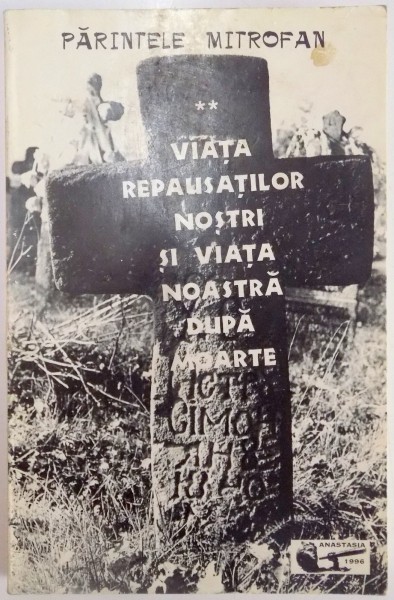 PĂRINTELE MITROFAN
**
VIAȚA
REPAUSAȚILOR
NOȘTRI
ȘI VIAȚA
NOASTRĂ
DUPĂ
MOARTE
ANASTASIA
1996